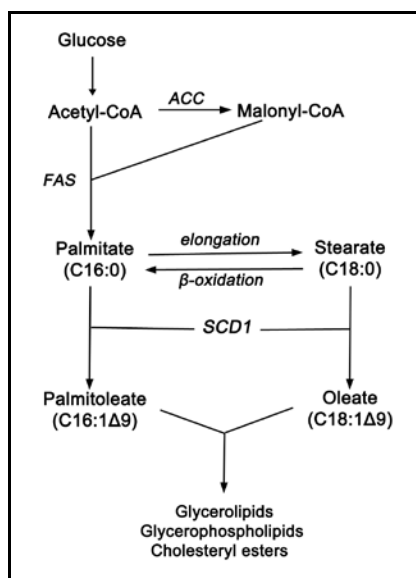 Glucose
ACC
Acetyl-CoA
Malonyl-CoA
FAS
elongation
Palmitate
(C16:0)
Stearate
(C18:0)
β-oxidation
SCD1
Palmitoleate
(C16:1Δ9)
Oleate
(C18:1Δ9)
Glycerolipids
Glycerophospholipids
Cholesteryl esters